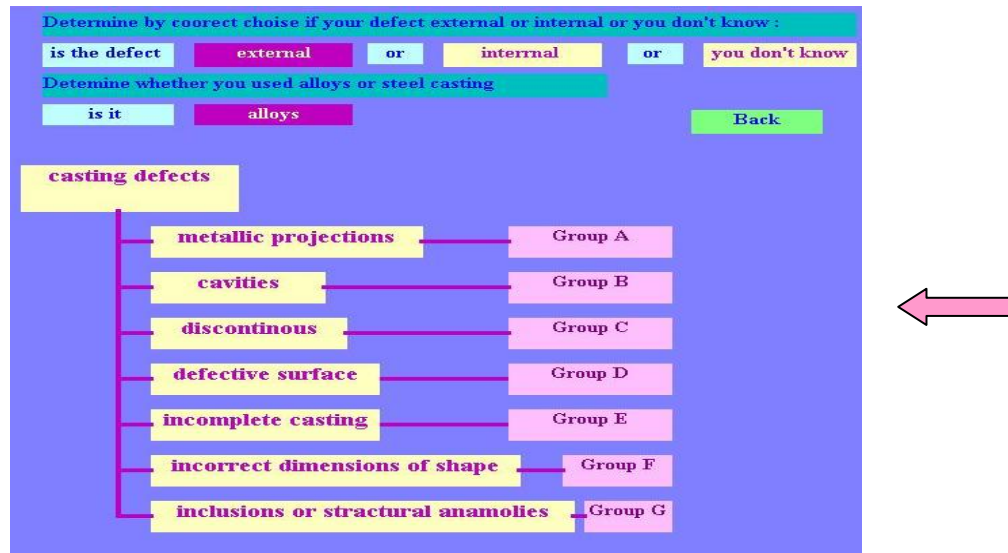 Determine by coorect choise if your defect external or internal or you don't know :
is the defect external or interrnal or you don't know
Detemine whether you used alloys or steel casting
is it alloys
Back
casting defects
metallic projections Group A
cavities Group B
discontinous Group C
defective surface Group D
incomplete casting Group E
incorrect dimensions of shape Group F
inclusions or stractural anamolies Group G